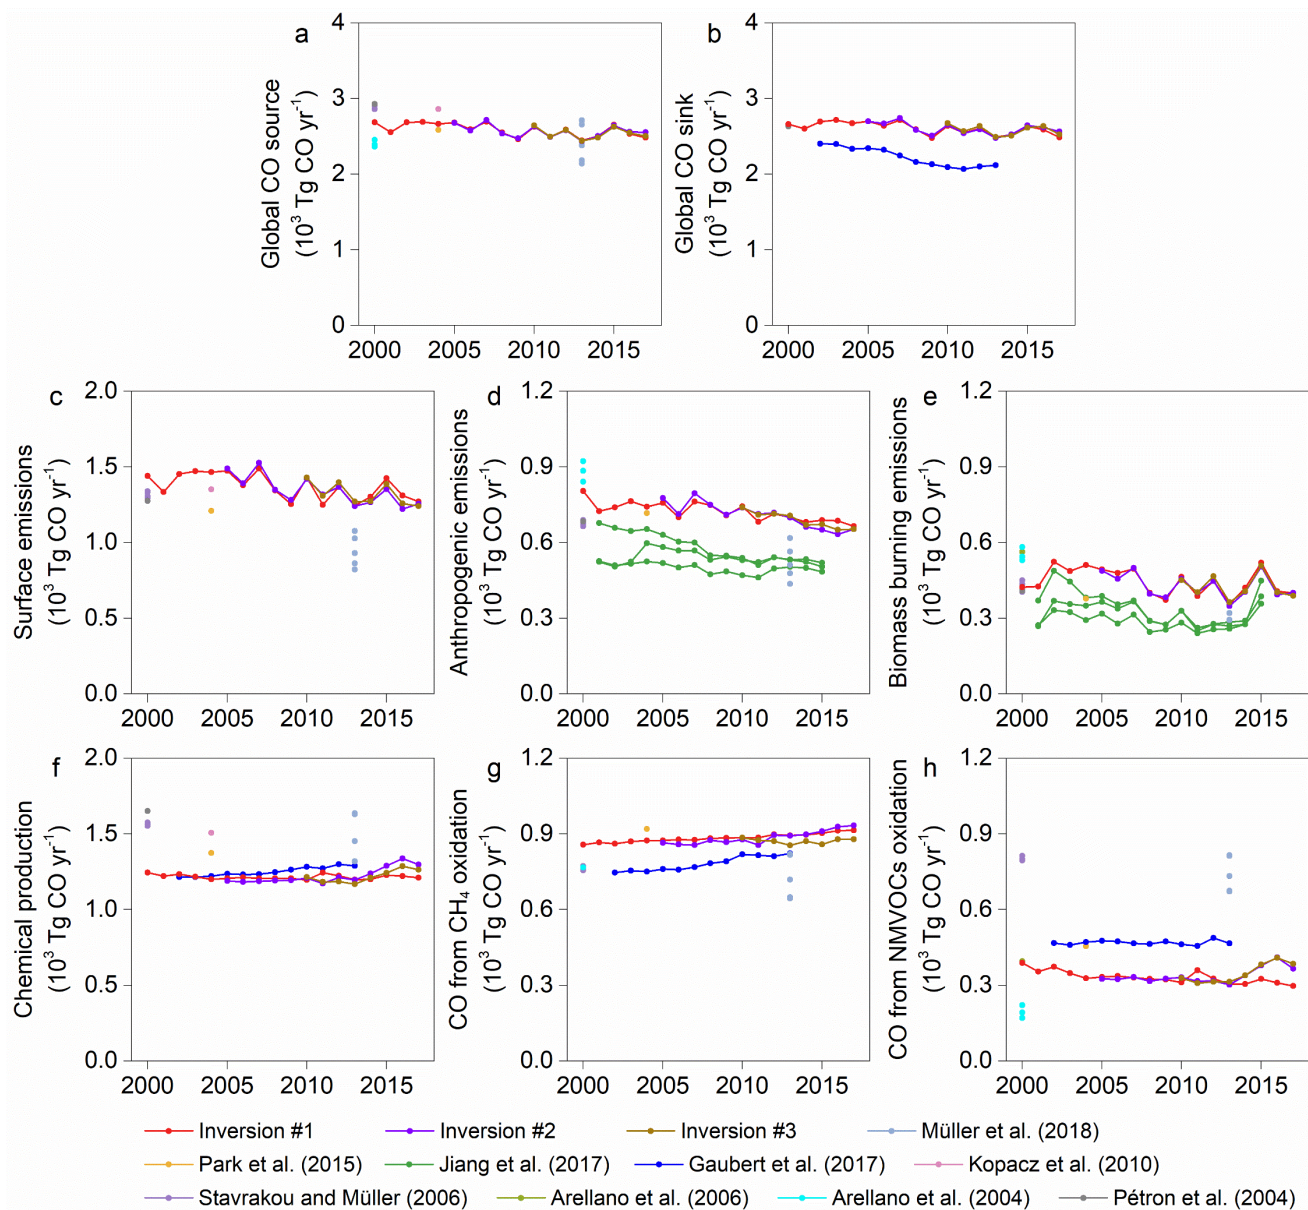 a
Global CO source
(10³ Tg CO yr⁻¹)
4
3
2
1
0
2000 2005 2010 2015
b
Global CO sink
(10³ Tg CO yr⁻¹)
4
3
2
1
0
2000 2005 2010 2015
c
Surface emissions
(10³ Tg CO yr⁻¹)
2.0
1.5
1.0
0.5
0.0
2000 2005 2010 2015
d
Anthropogenic emissions
(10³ Tg CO yr⁻¹)
1.2
0.9
0.6
0.3
0.0
2000 2005 2010 2015
e
Biomass burning emissions
(10³ Tg CO yr⁻¹)
1.2
0.9
0.6
0.3
0.0
2000 2005 2010 2015
f
Chemical production
(10³ Tg CO yr⁻¹)
2.0
1.5
1.0
0.5
0.0
2000 2005 2010 2015
g
CO from CH₄ oxidation
(10³ Tg CO yr⁻¹)
1.2
0.9
0.6
0.3
0.0
2000 2005 2010 2015
h
CO from NMVOCs oxidation
(10³ Tg CO yr⁻¹)
1.2
0.9
0.6
0.3
0.0
2000 2005 2010 2015
Inversion #1 Inversion #2 Inversion #3 Müller et al. (2018)
Park et al. (2015) Jiang et al. (2017) Gaubert et al. (2017) Kopacz et al. (2010)
Stavrakou and Müller (2006) Arellano et al. (2006) Arellano et al. (2004) Pétron et al. (2004)